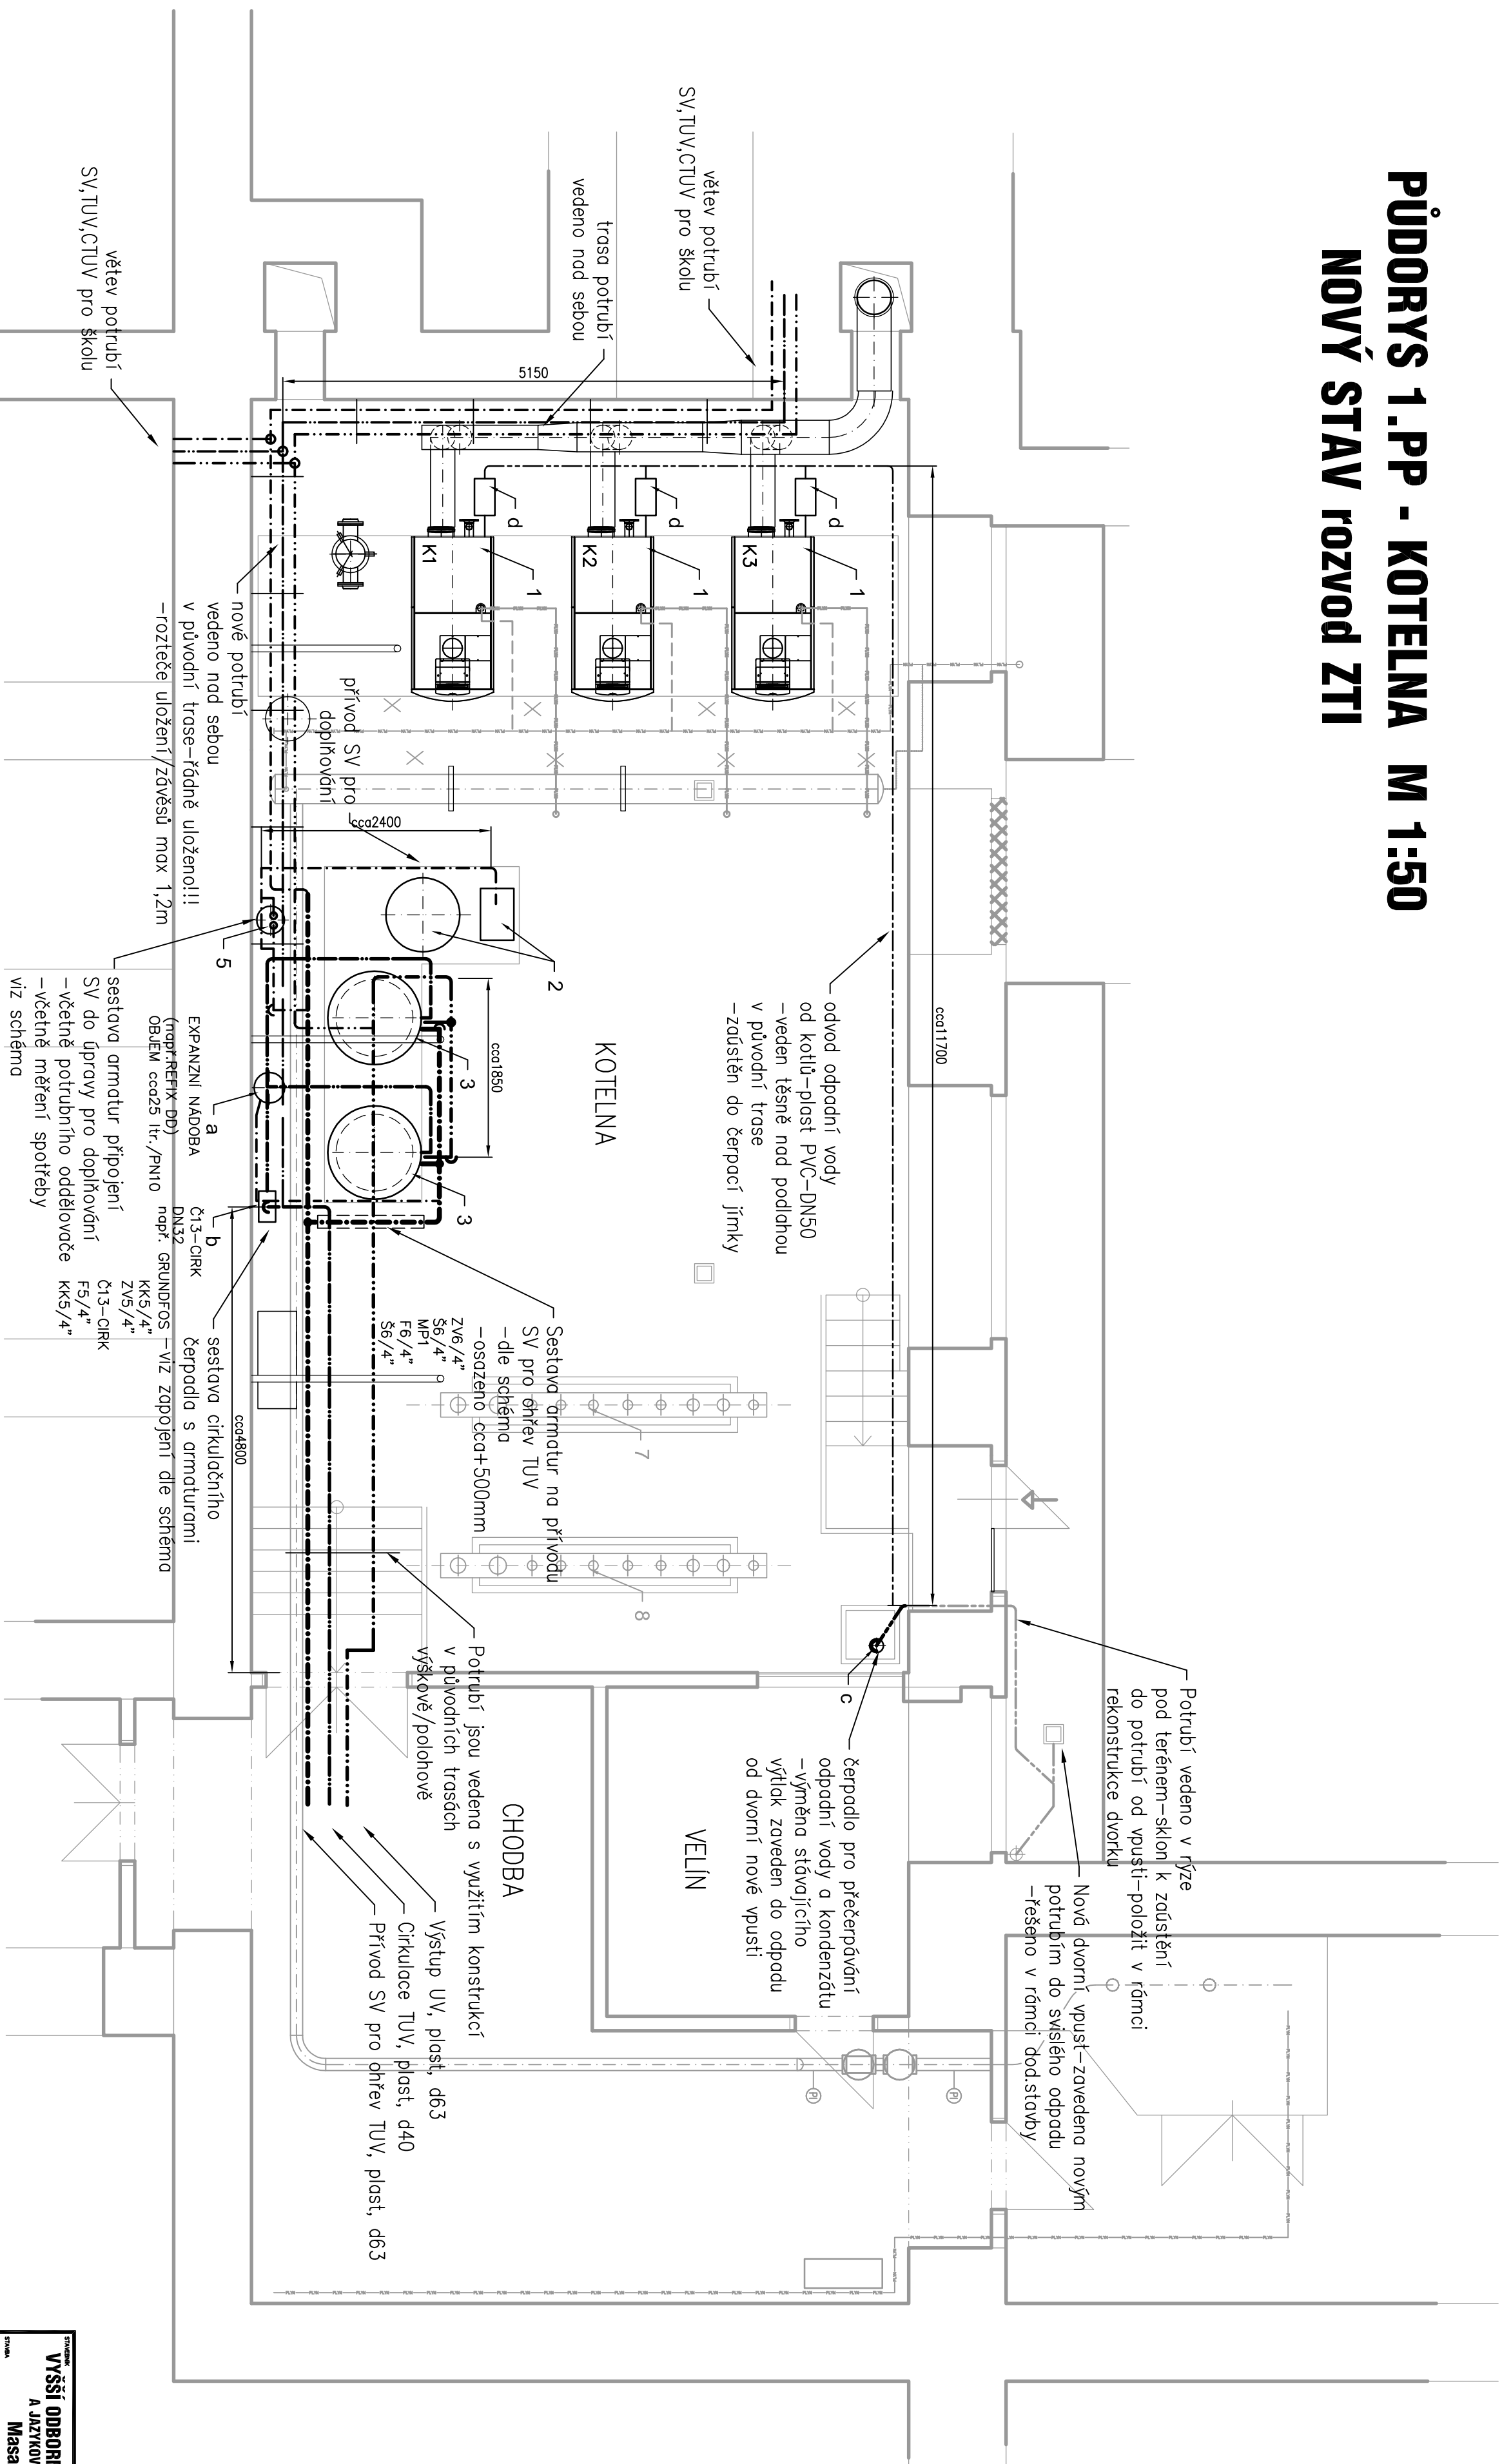 PŮDORYS 1.PP - KOTELNA M 1:50
NOVÝ STAV rozvod ZTI
Potrubí vedeno v rýze
pod terénem-sklon k zaústění
do potrubí od vpusti-položit v rámci
rekonstrukce dvorku
Nová dvorní vpust-zavedena novým
potrubím do svislého odpadu
-řešeno v rámci dod.stavby
větev potrubí
SV,TUV,CTUV pro školu
trasa potrubí
vedeno nad sebou
5150
větev potrubí
SV,TUV,CTUV pro školu
cca11700
d
d
d
1
1
1
K3
K2
K1
odvod odpadní vody
od kotlů-plast PVC-DN50
-veden těsně nad podlahou
v původní trase
-zaústěn do čerpací jímky
c
čerpadlo pro přečerpávání
odpadní vody a kondenzátu
-výměna stávajícího
výtlak zaveden do odpadu
od dvorní nové vpusti
KOTELNA
VELÍN
CHODBA
PI
PI
2
3
3
7
8
cca1850
cca2400
přívod SV pro
doplňování
nové potrubí
vedeno nad sebou
v původní trase-řádně uloženo!!!
-rozteče uložení/závěsů max 1,2m
5
sestava armatur připojení
SV do úpravy pro doplňování
-včetně potrubního oddělovače
-včetně měření spotřeby
viz schéma
a
EXPANZNÍ NÁDOBA
(např.REFIX DD)
OBJEM cca25 ltr./PN10
b
Č13-CIRK
DN32
např. GRUNDFOS
KK5/4"
ZV5/4"
Č13-CIRK
F5/4"
KK5/4"
sestava cirkulačního
čerpadla s armaturami
-viz zapojení dle schéma
cca4800
Sestava armatur na přívodu
SV pro ohřev TUV
-dle schéma
-osazeno cca+500mm
ZV6/4"
Š6/4"
MP1
F6/4"
Š6/4"
Potrubí jsou vedena s využitím konstrukcí
v původních trasách
výškově/polohově
Výstup UV, plast, d63
Cirkulace TUV, plast, d40
Přívod SV pro ohřev TUV, plast, d63
STAVEBNÍK
A JAZYKOV
Masa
STAVBA